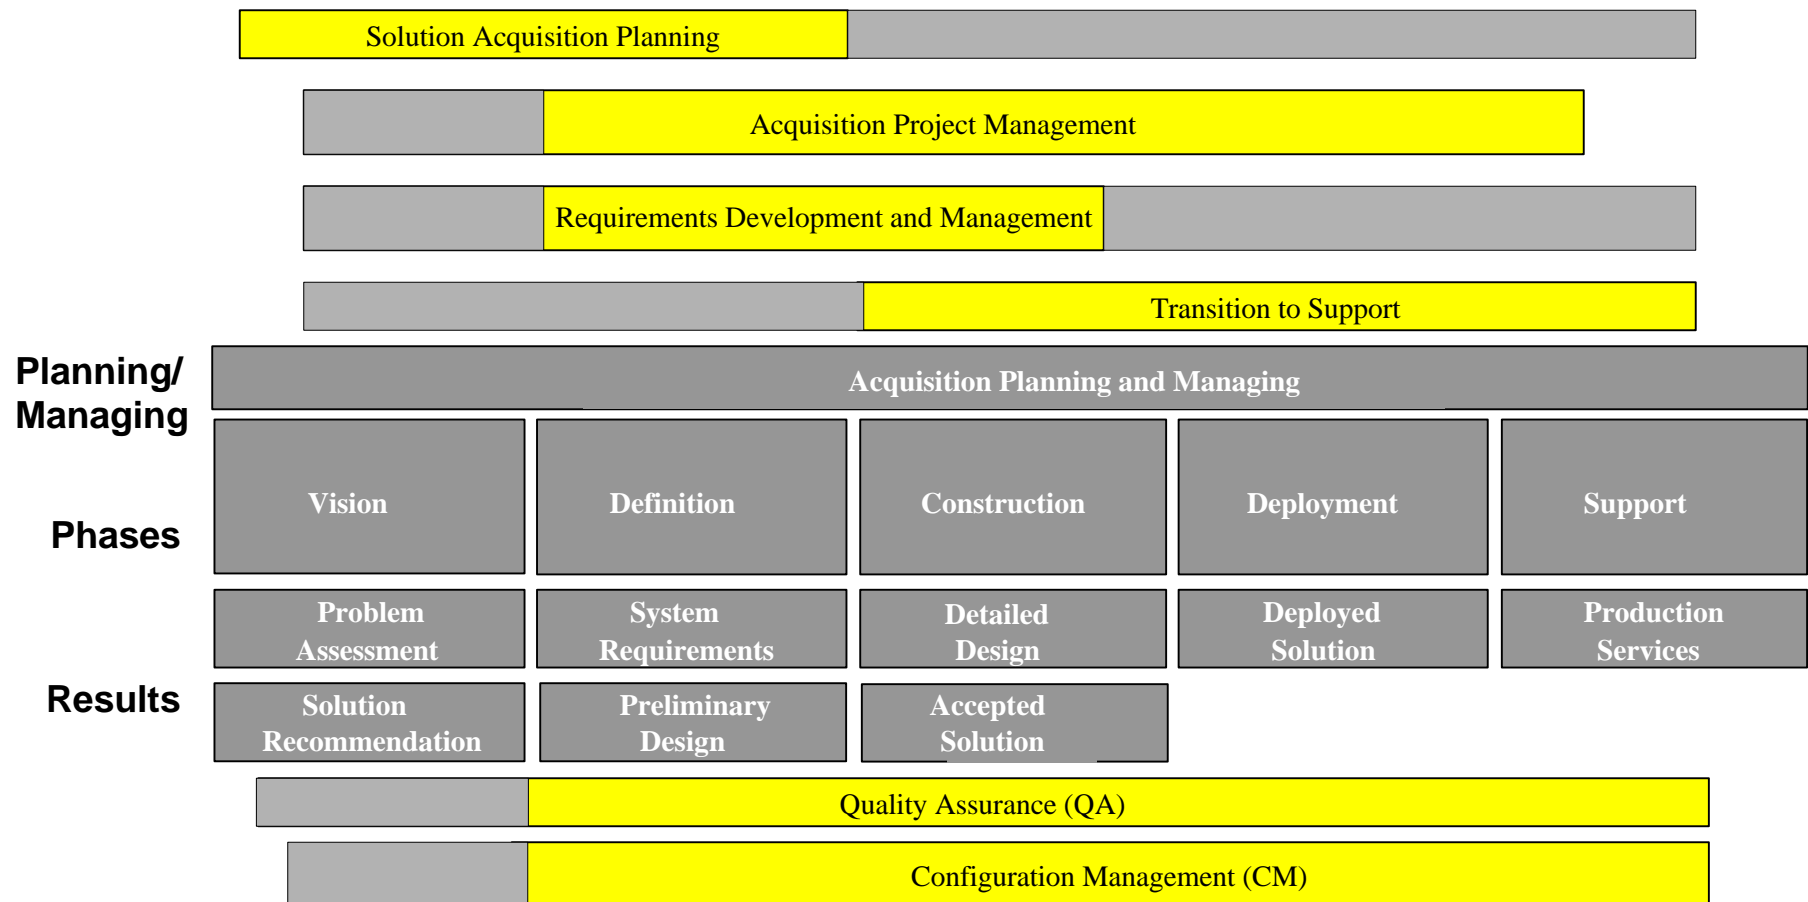 Solution Acquisition Planning
Acquisition Project Management
Requirements Development and Management
Transition to Support
Planning/
Managing
Acquisition Planning and Managing
Phases
Vision
Definition
Construction
Deployment
Support
Results
Problem
Assessment
System
Requirements
Detailed
Design
Deployed
Solution
Production
Services
Solution
Recommendation
Preliminary
Design
Accepted
Solution
Quality Assurance (QA)
Configuration Management (CM)